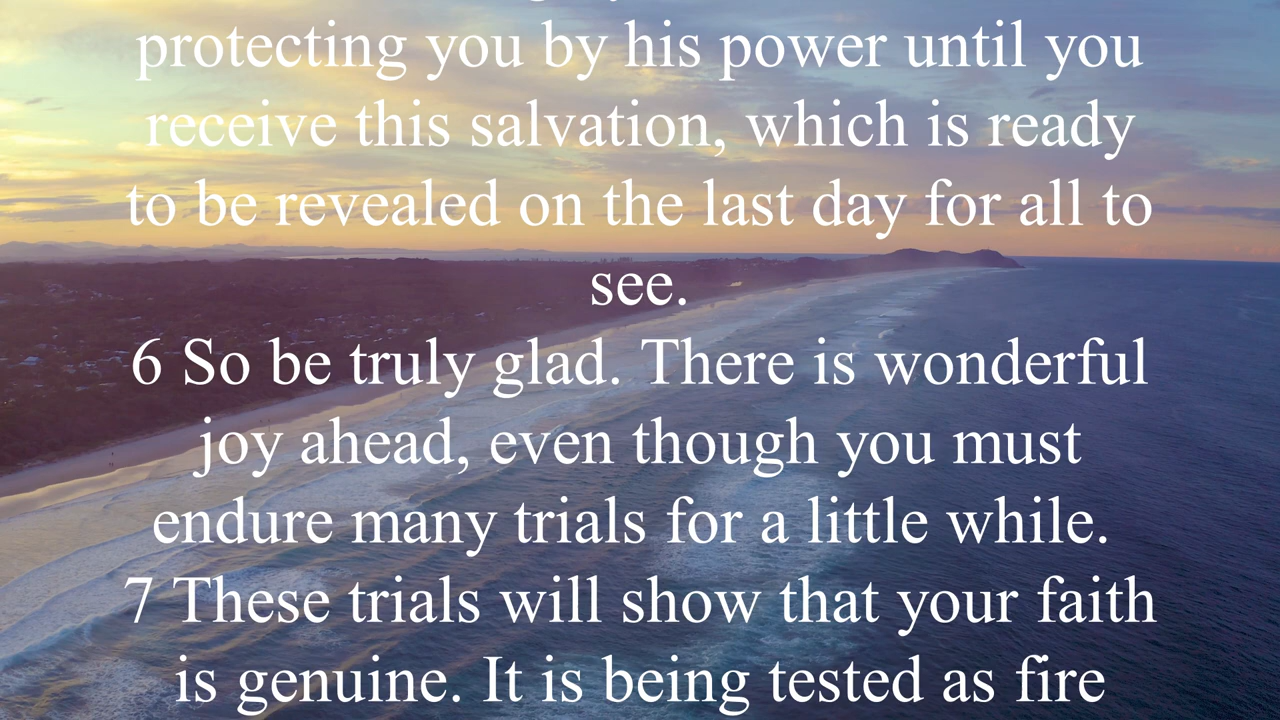 protecting you by his power until you
receive this salvation, which is ready
to be revealed on the last day for all to
see.
6 So be truly glad. There is wonderful
joy ahead, even though you must
endure many trials for a little while.
7 These trials will show that your faith
is genuine. It is being tested as fire